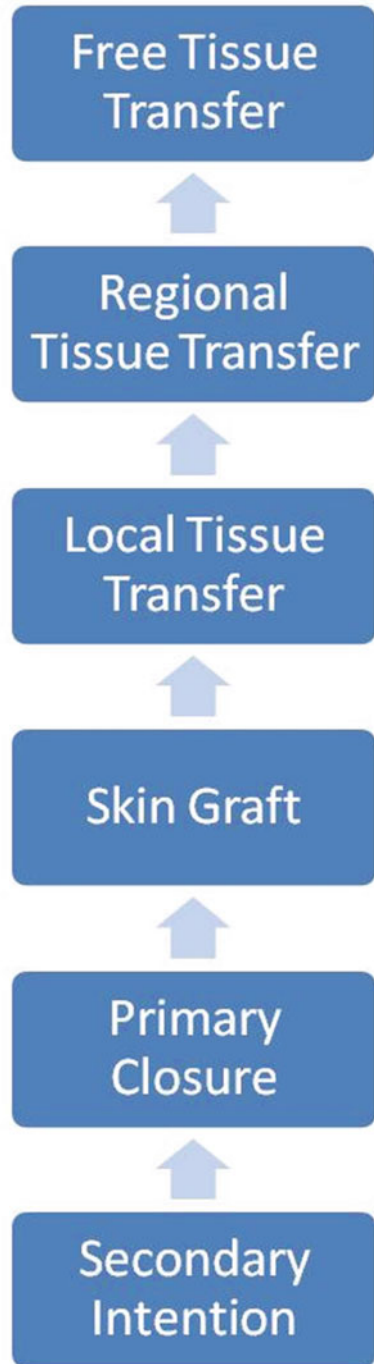 Free Tissue
Transfer
Regional
Tissue Transfer
Local Tissue
Transfer
Skin Graft
Primary
Closure
Secondary
Intention